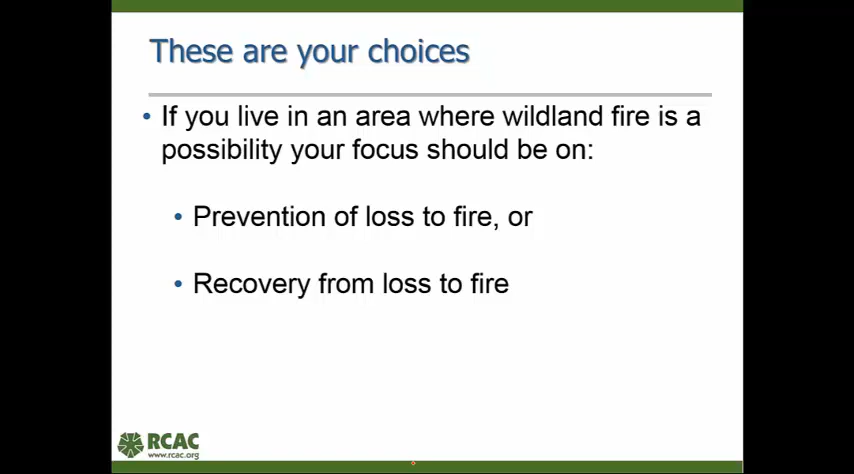 These are your choices
• If you live in an area where wildland fire is a
possibility your focus should be on:
• Prevention of loss to fire, or
• Recovery from loss to fire
RCAC
www.rcac.org